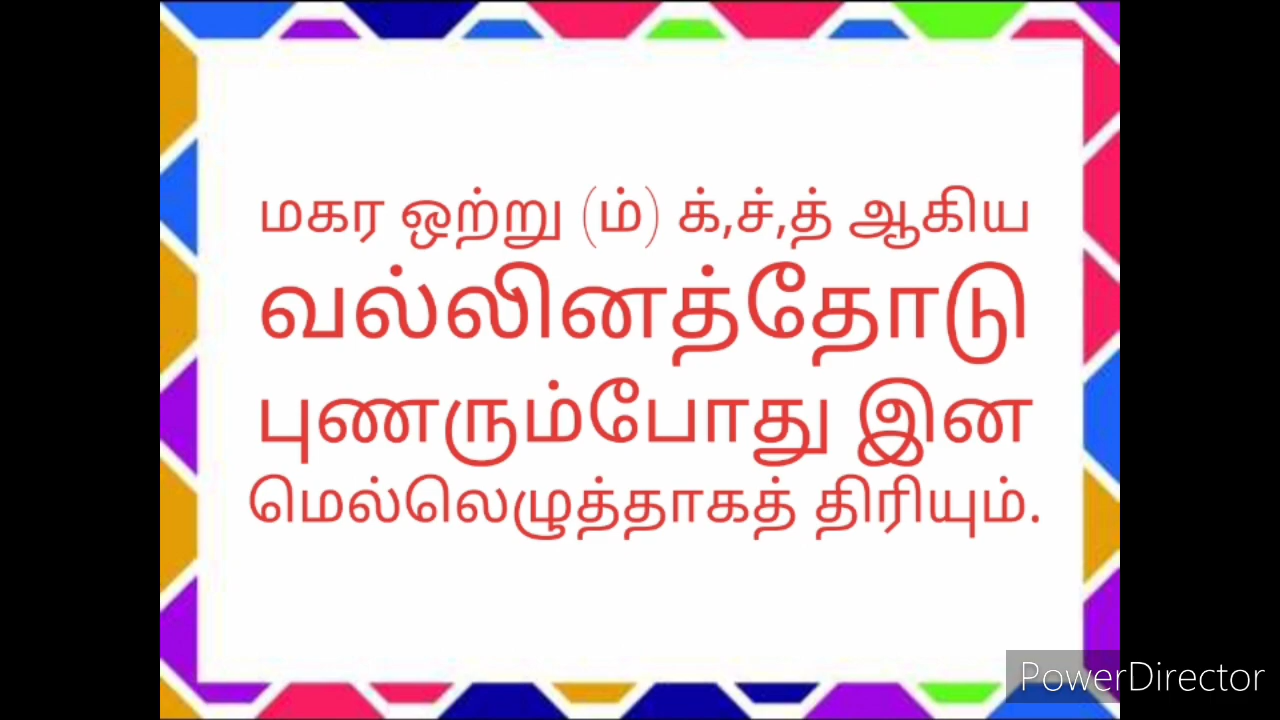 மகர ஒற்று (ம்) க்,ச்,த் ஆகிய
வல்லினத்தோடு
புணரும்போது இன
மெல்லெழுத்தாகத் திரியும்.
PowerDirector